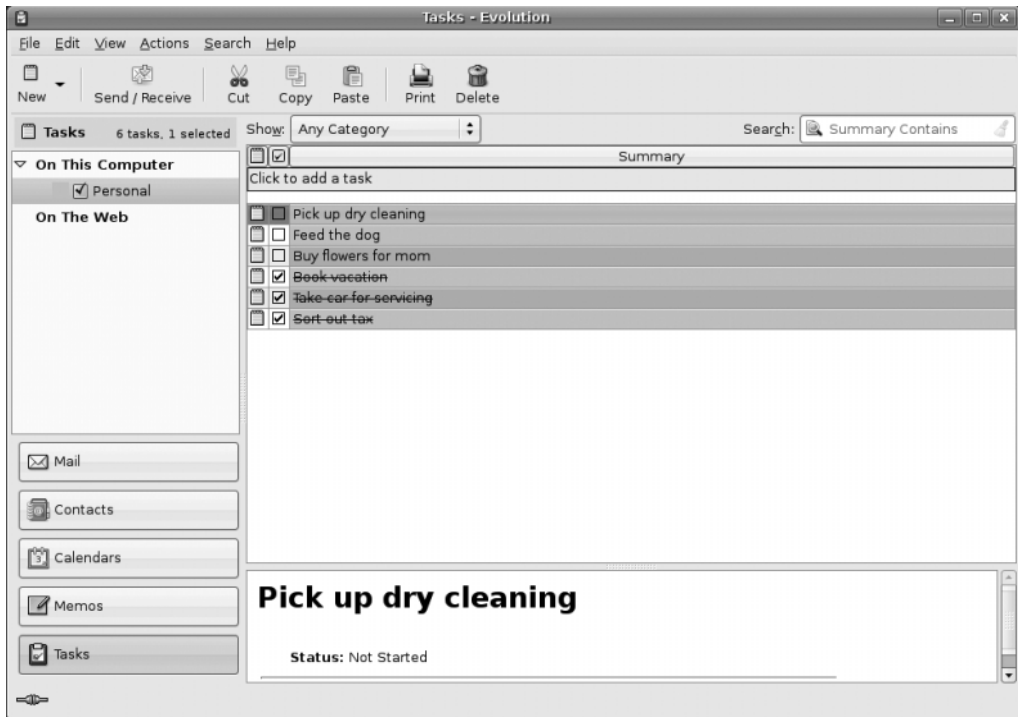 Tasks - Evolution
File Edit View Actions Search Help
New Send / Receive Cut Copy Paste Print Delete
Tasks 6 tasks, 1 selected
Show: Any Category Search: Summary Contains
On This Computer
Personal
On The Web
Summary
Click to add a task
Pick up dry cleaning
Feed the dog
Buy flowers for mom
Book vacation
Take car for servicing
Sort out tax
Mail
Contacts
3 Calendars
Memos
Tasks
Pick up dry cleaning
Status: Not Started